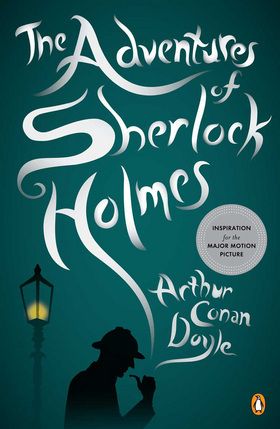 The Adventures
of
Sherlock
Holmes
INSPIRATION
for the
MAJOR MOTION
PICTURE
Arthur
Conan
Doyle